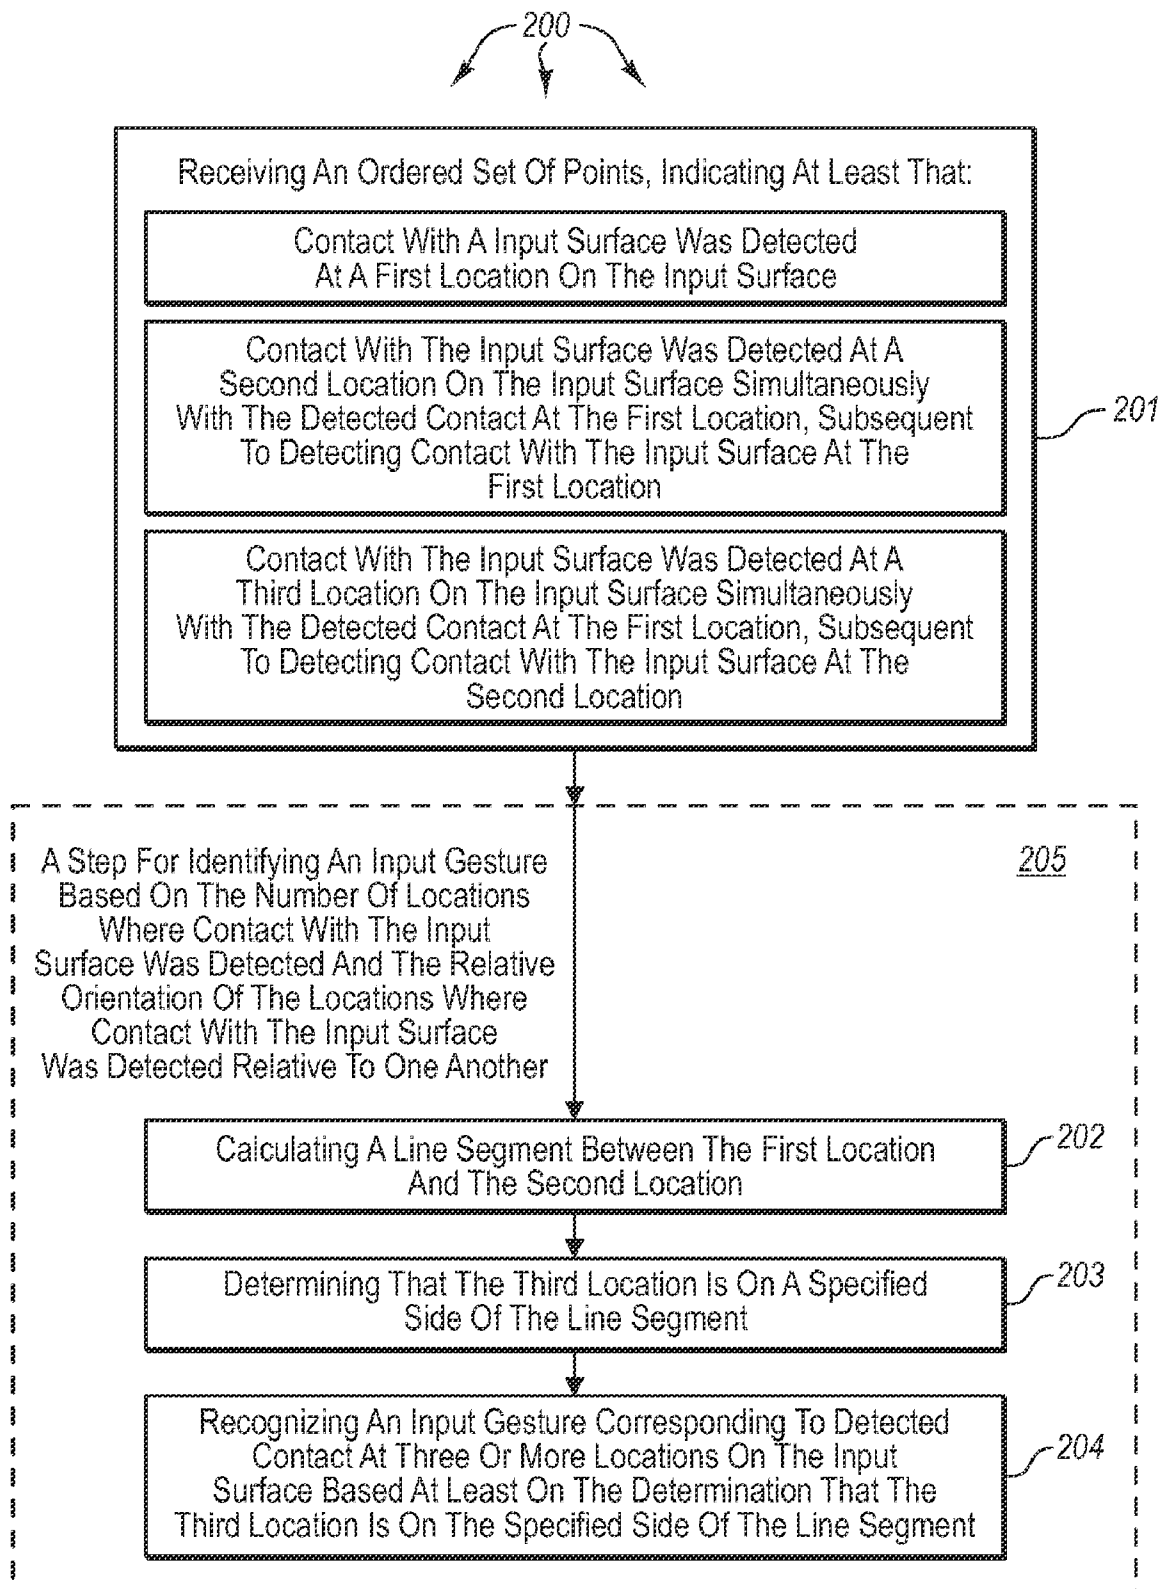 200
Receiving An Ordered Set Of Points, Indicating At Least That:
Contact With A Input Surface Was Detected
At A First Location On The Input Surface
Contact With The Input Surface Was Detected At A
Second Location On The Input Surface Simultaneously
With The Detected Contact At The First Location, Subsequent
To Detecting Contact With The Input Surface At The
First Location
201
Contact With The Input Surface Was Detected At A
Third Location On The Input Surface Simultaneously
With The Detected Contact At The First Location, Subsequent
To Detecting Contact With The Input Surface At The
Second Location
205
A Step For Identifying An Input Gesture
Based On The Number Of Locations
Where Contact With The Input
Surface Was Detected And The Relative
Orientation Of The Locations Where
Contact With The Input Surface
Was Detected Relative To One Another
Calculating A Line Segment Between The First Location
And The Second Location
202
Determining That The Third Location Is On A Specified
Side Of The Line Segment
203
Recognizing An Input Gesture Corresponding To Detected
Contact At Three Or More Locations On The Input
Surface Based At Least On The Determination That The
Third Location Is On The Specified Side Of The Line Segment
204